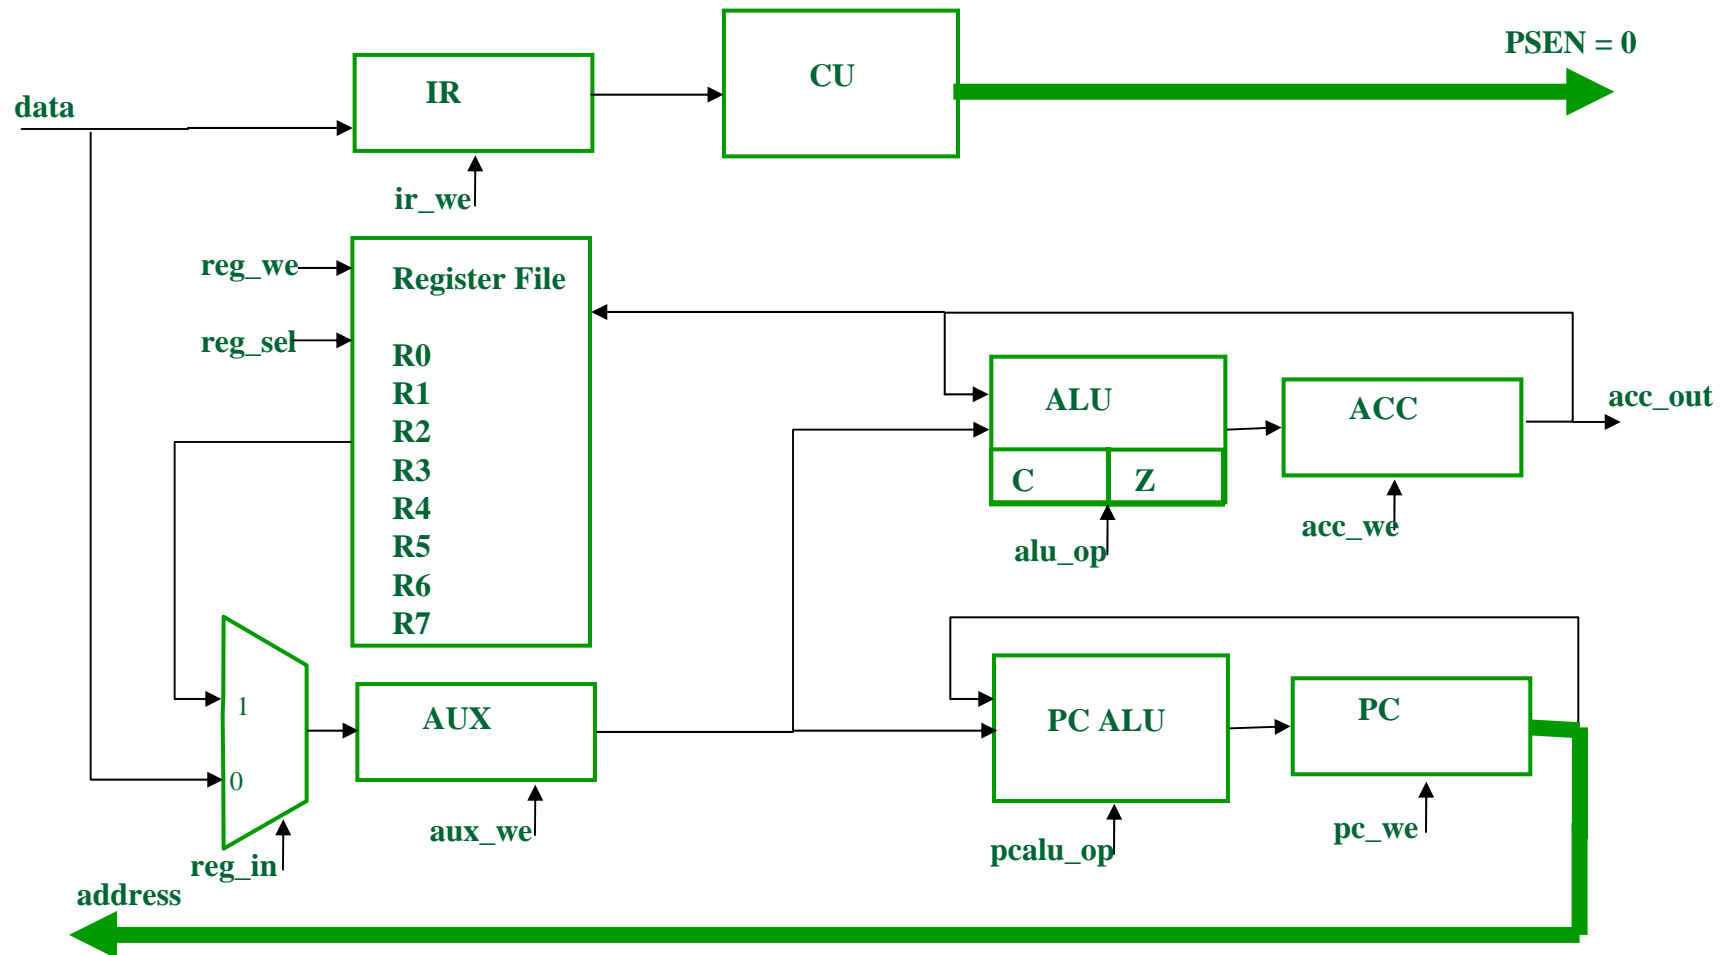 PSEN = 0
CU
IR
data
ir_we
reg_we
Register File
reg_sel
R0
R1
R2
R3
R4
R5
R6
R7
ALU
ACC
acc_out
C
Z
acc_we
alu_op
1
0
AUX
PC ALU
PC
aux_we
pc_we
pcalu_op
reg_in
address